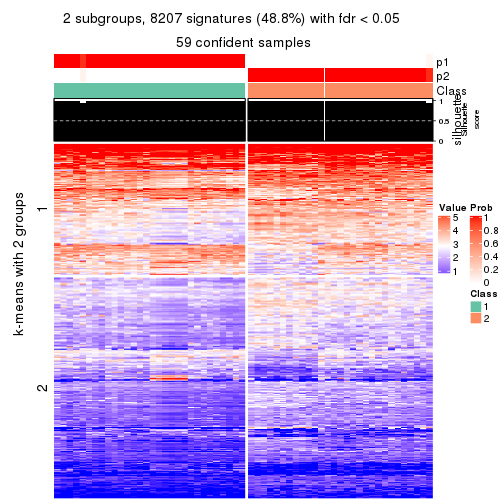 2 subgroups, 8207 signatures (48.8%) with fdr < 0.05
59 confident samples
p1
p2
Class
1
0.5
0
silhouette
Silhouette
score
k-means with 2 groups
1
2
Value
5
4
3
2
1
Prob
1
0.8
0.6
0.4
0.2
0
Class
1
2